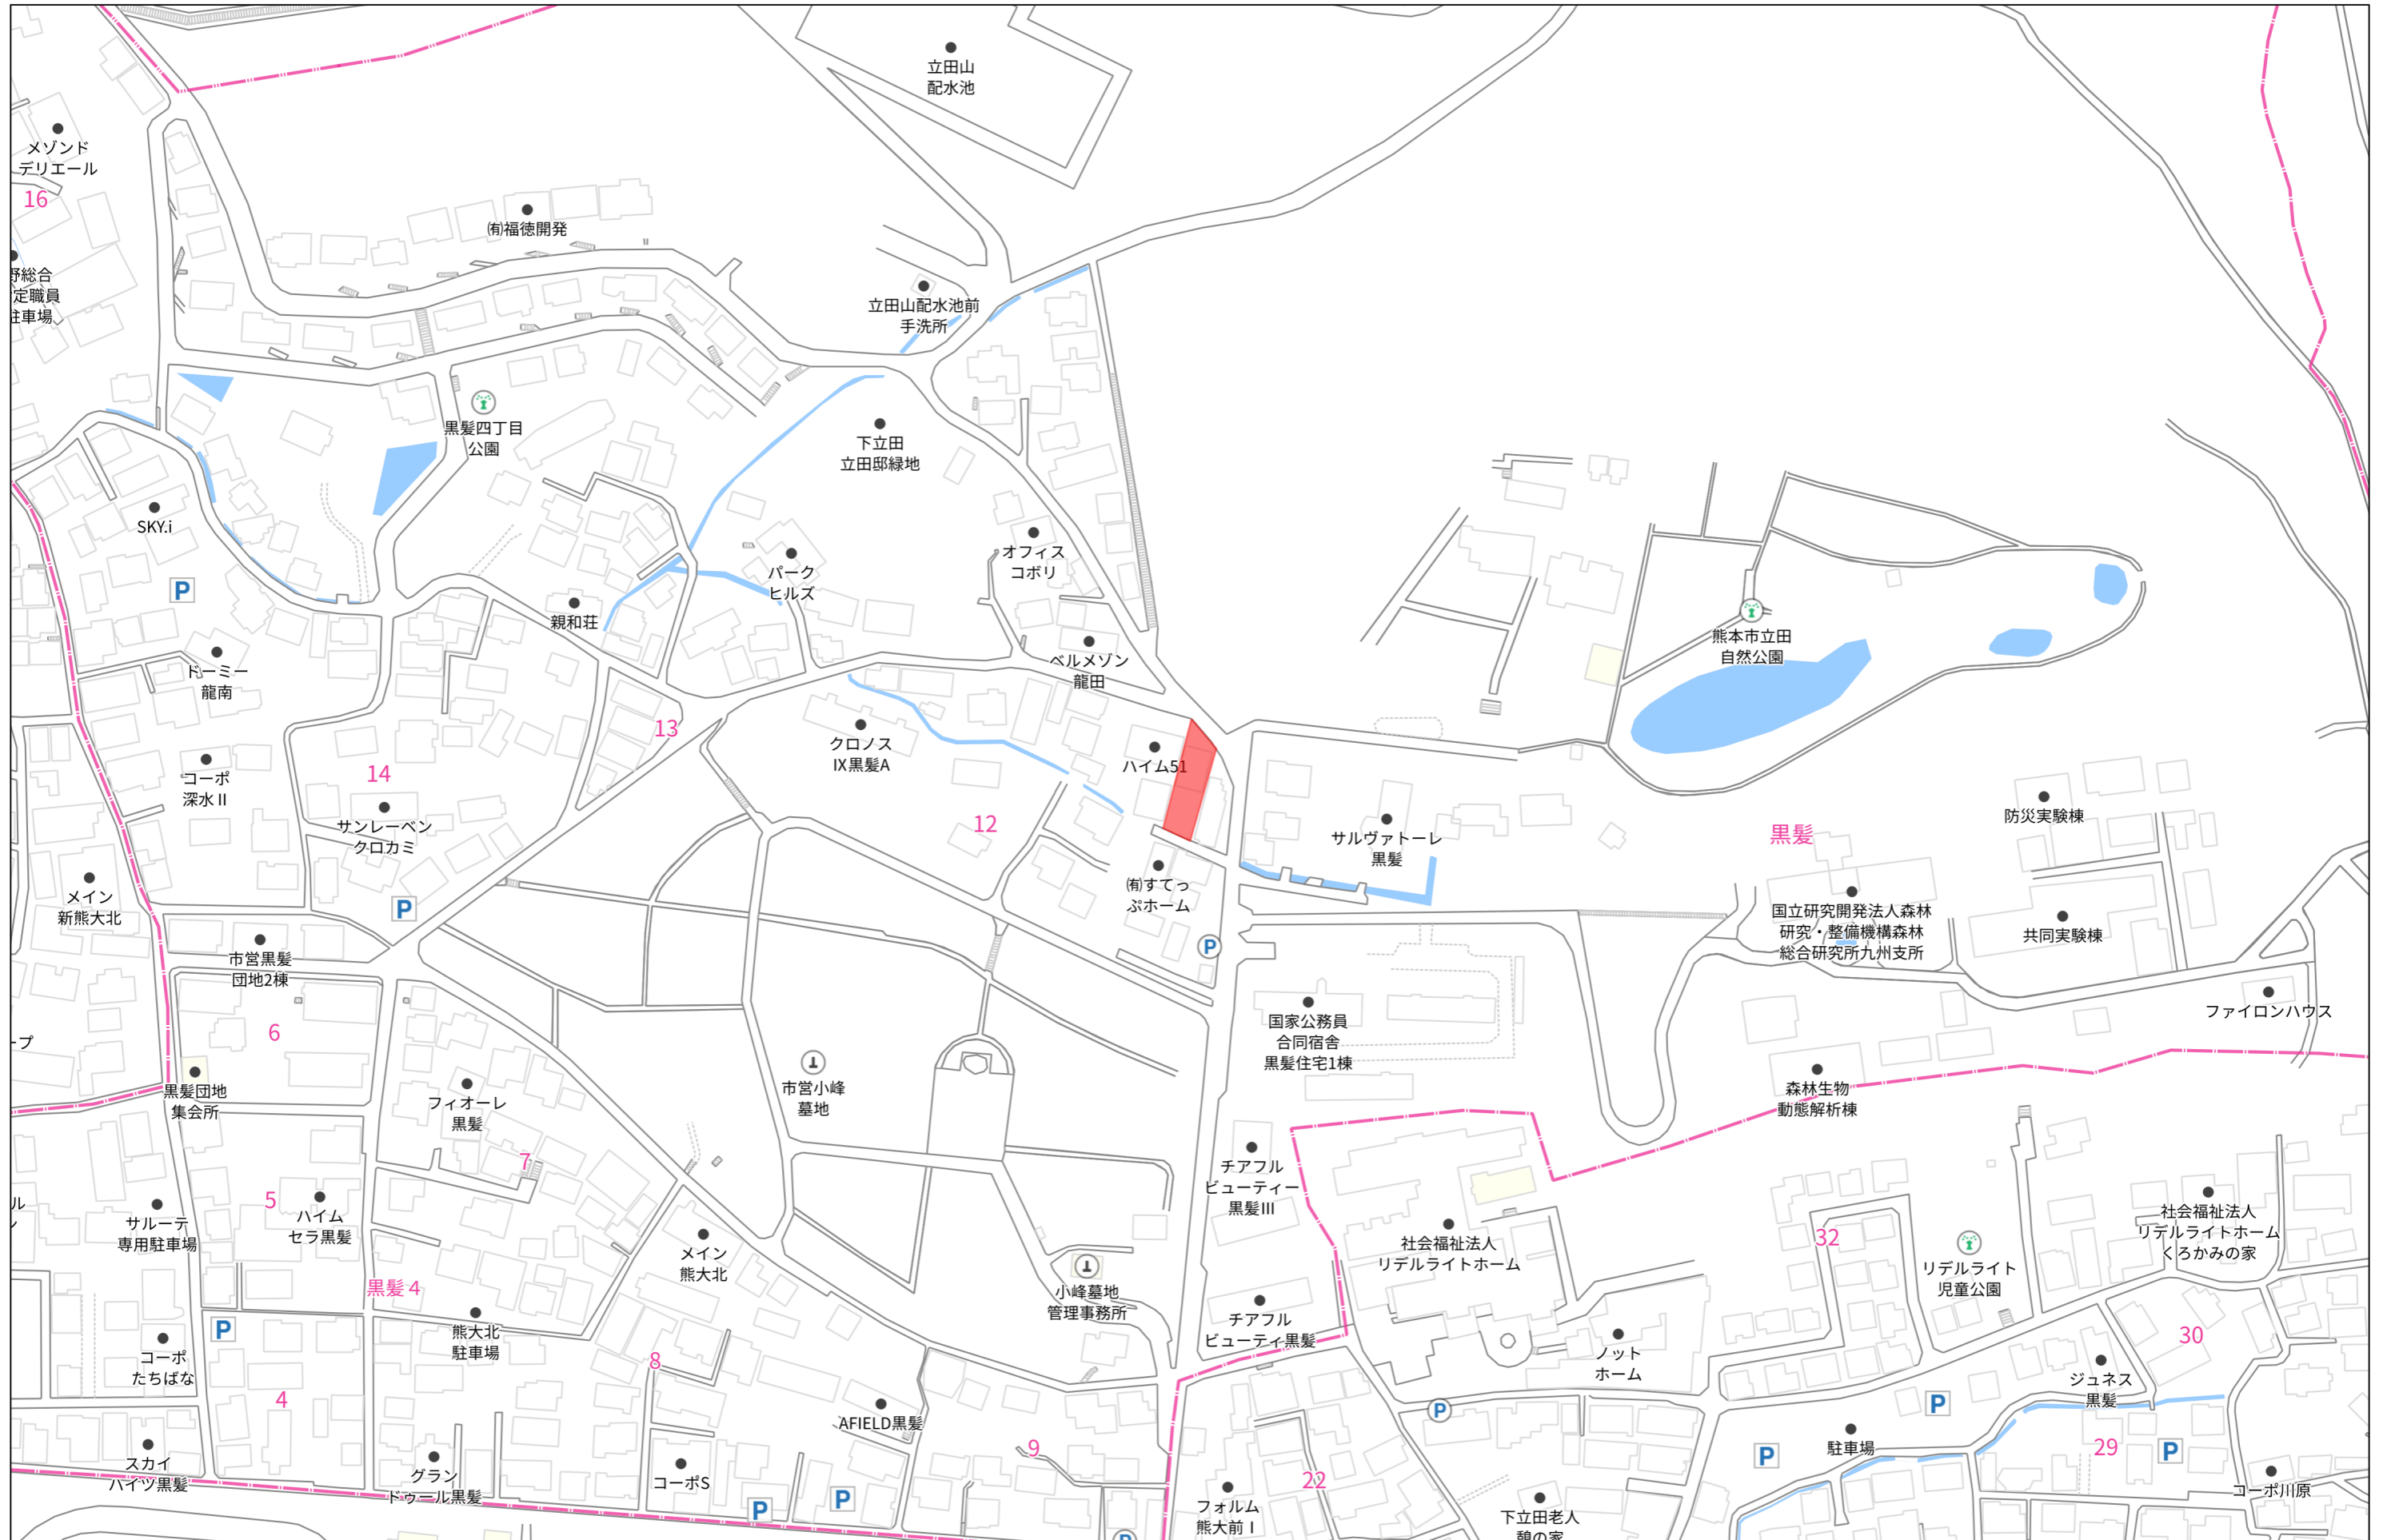 立田山
配水池
メゾンド
デリエール
16
㈲福徳開発
野総合
定職員
駐車場
立田山配水池前
手洗所
黒髪四丁目
公園
下立田
立田邸緑地
SKY.i
P
オフィス
コボリ
パーク
ヒルズ
親和荘
熊本市立田
自然公園
ドーミー
龍南
ベルメゾン
龍田
13
クロノス
Ⅸ黒髪A
ハイム51
14
コーポ
深水Ⅱ
サンレーベン
クロカミ
12
サルヴァトーレ
黒髪
黒髪
防災実験棟
メイン
新熊大北
P
㈲すてっ
ぷホーム
国立研究開発法人森林
研究・整備機構森林
総合研究所九州支所
共同実験棟
市営黒髪
団地2棟
P
6
国家公務員
合同宿舎
黒髪住宅1棟
ファイロンハウス
ープ
黒髪団地
集会所
フィオーレ
黒髪
市営小峰
墓地
森林生物
動態解析棟
7
チアフル
ビューティー
黒髪Ⅲ
5
ハイム
セラ黒髪
サルーテ
専用駐車場
ル
メイン
熊大北
社会福祉法人
リデルライトホーム
32
社会福祉法人
リデルライトホーム
くろかみの家
リデルライト
児童公園
黒髪4
小峰墓地
管理事務所
P
熊大北
駐車場
チアフル
ビューティ黒髪
コーポ
たちばな
8
ノット
ホーム
30
ジュネス
黒髪
4
AFIELD黒髪
P
P
スカイ
ハイツ黒髪
グラン
ドゥール黒髪
コーポS
9
22
駐車場
P
29
P
コーポ川原
P
P
P
フォルム
熊大前Ⅰ
下立田老人
憩の家